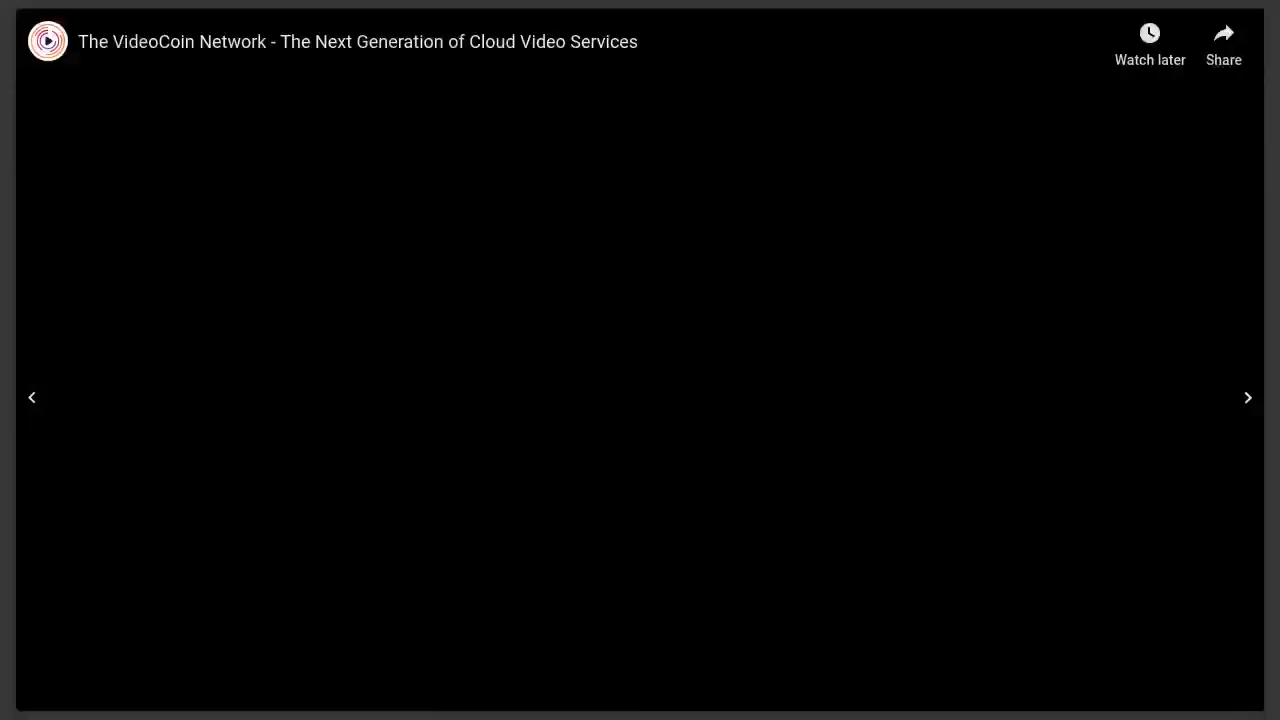 The VideoCoin Network - The Next Generation of Cloud Video Services
Watch later
Share